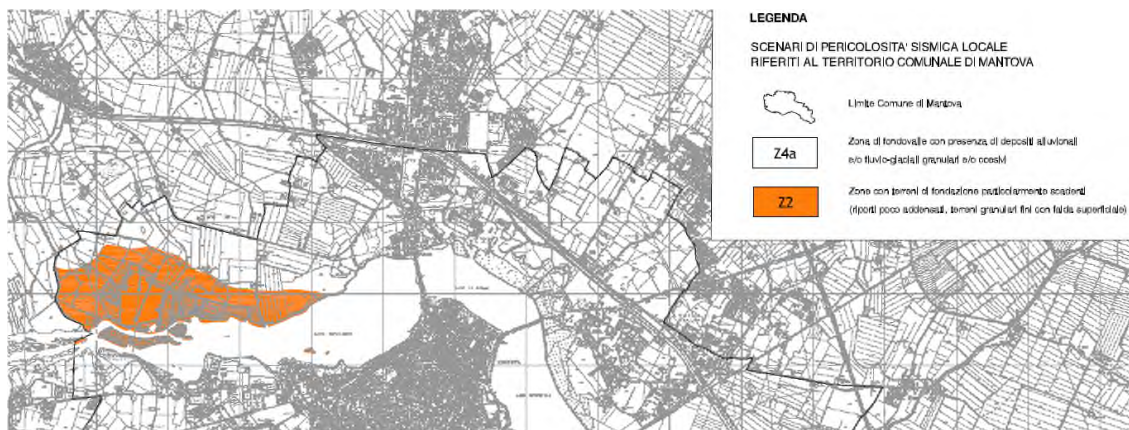 LEGENDA
SCENARI DI PERICOLOSITA' SISMICA LOCALE
RIFERITI AL TERRITORIO COMUNALE DI MANTOVA
Limite Comune di Mantova
Z4a
Zona di fondovalle con presenza di depositi alluvionali
e/o fluvio-glaciali granulari e/o coesivi
Z2
Zone con terreni di fondazione particolarmente scadenti
(riporti poco addensati, terreni granulari fini con falda superficiale)